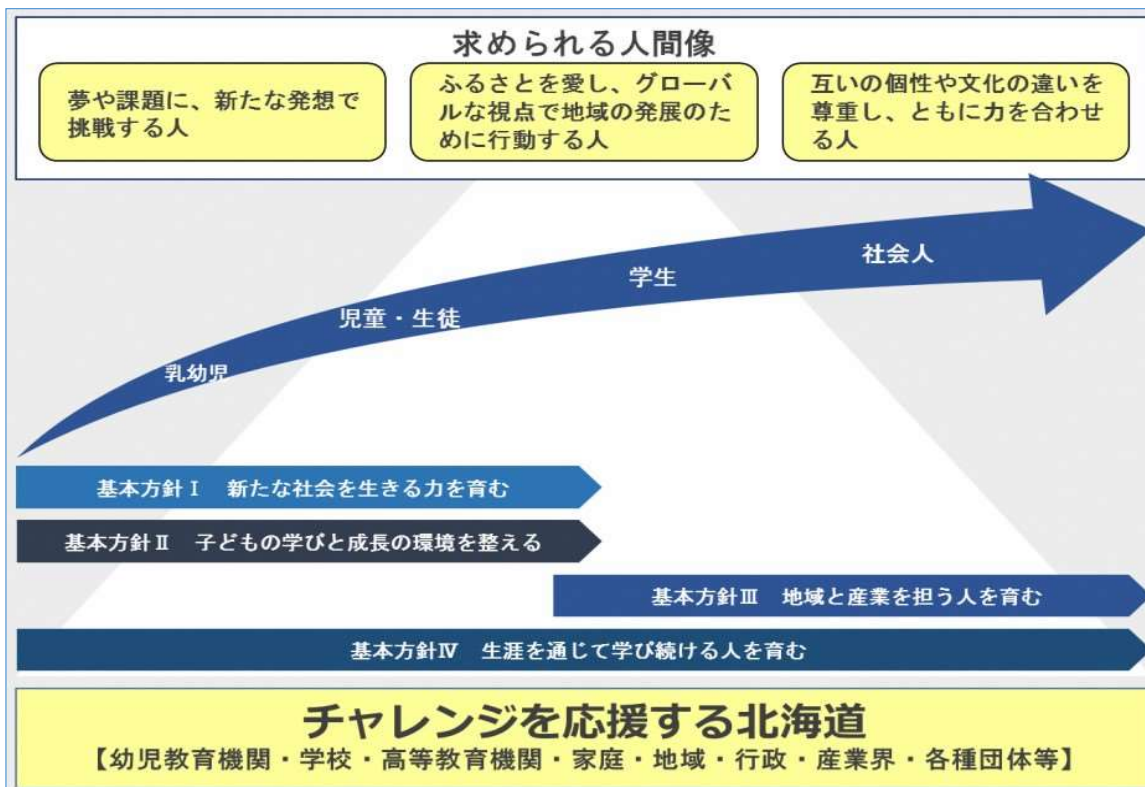 求められる人間像
夢や課題に、新たな発想で
挑戦する人
ふるさとを愛し、グローバ
ルな視点で地域の発展のた
めに行動する人
互いの個性や文化の違いを
尊重し、ともに力を合わせ
る人
社会人
学生
児童・生徒
乳幼児
基本方針Ⅰ 新たな社会を生きる力を育む
基本方針Ⅱ 子どもの学びと成長の環境を整える
基本方針Ⅲ 地域と産業を担う人を育む
基本方針Ⅳ 生涯を通じて学び続ける人を育む
チャレンジを応援する北海道
【幼児教育機関・学校・高等教育機関・家庭・地域・行政・産業界・各種団体等】